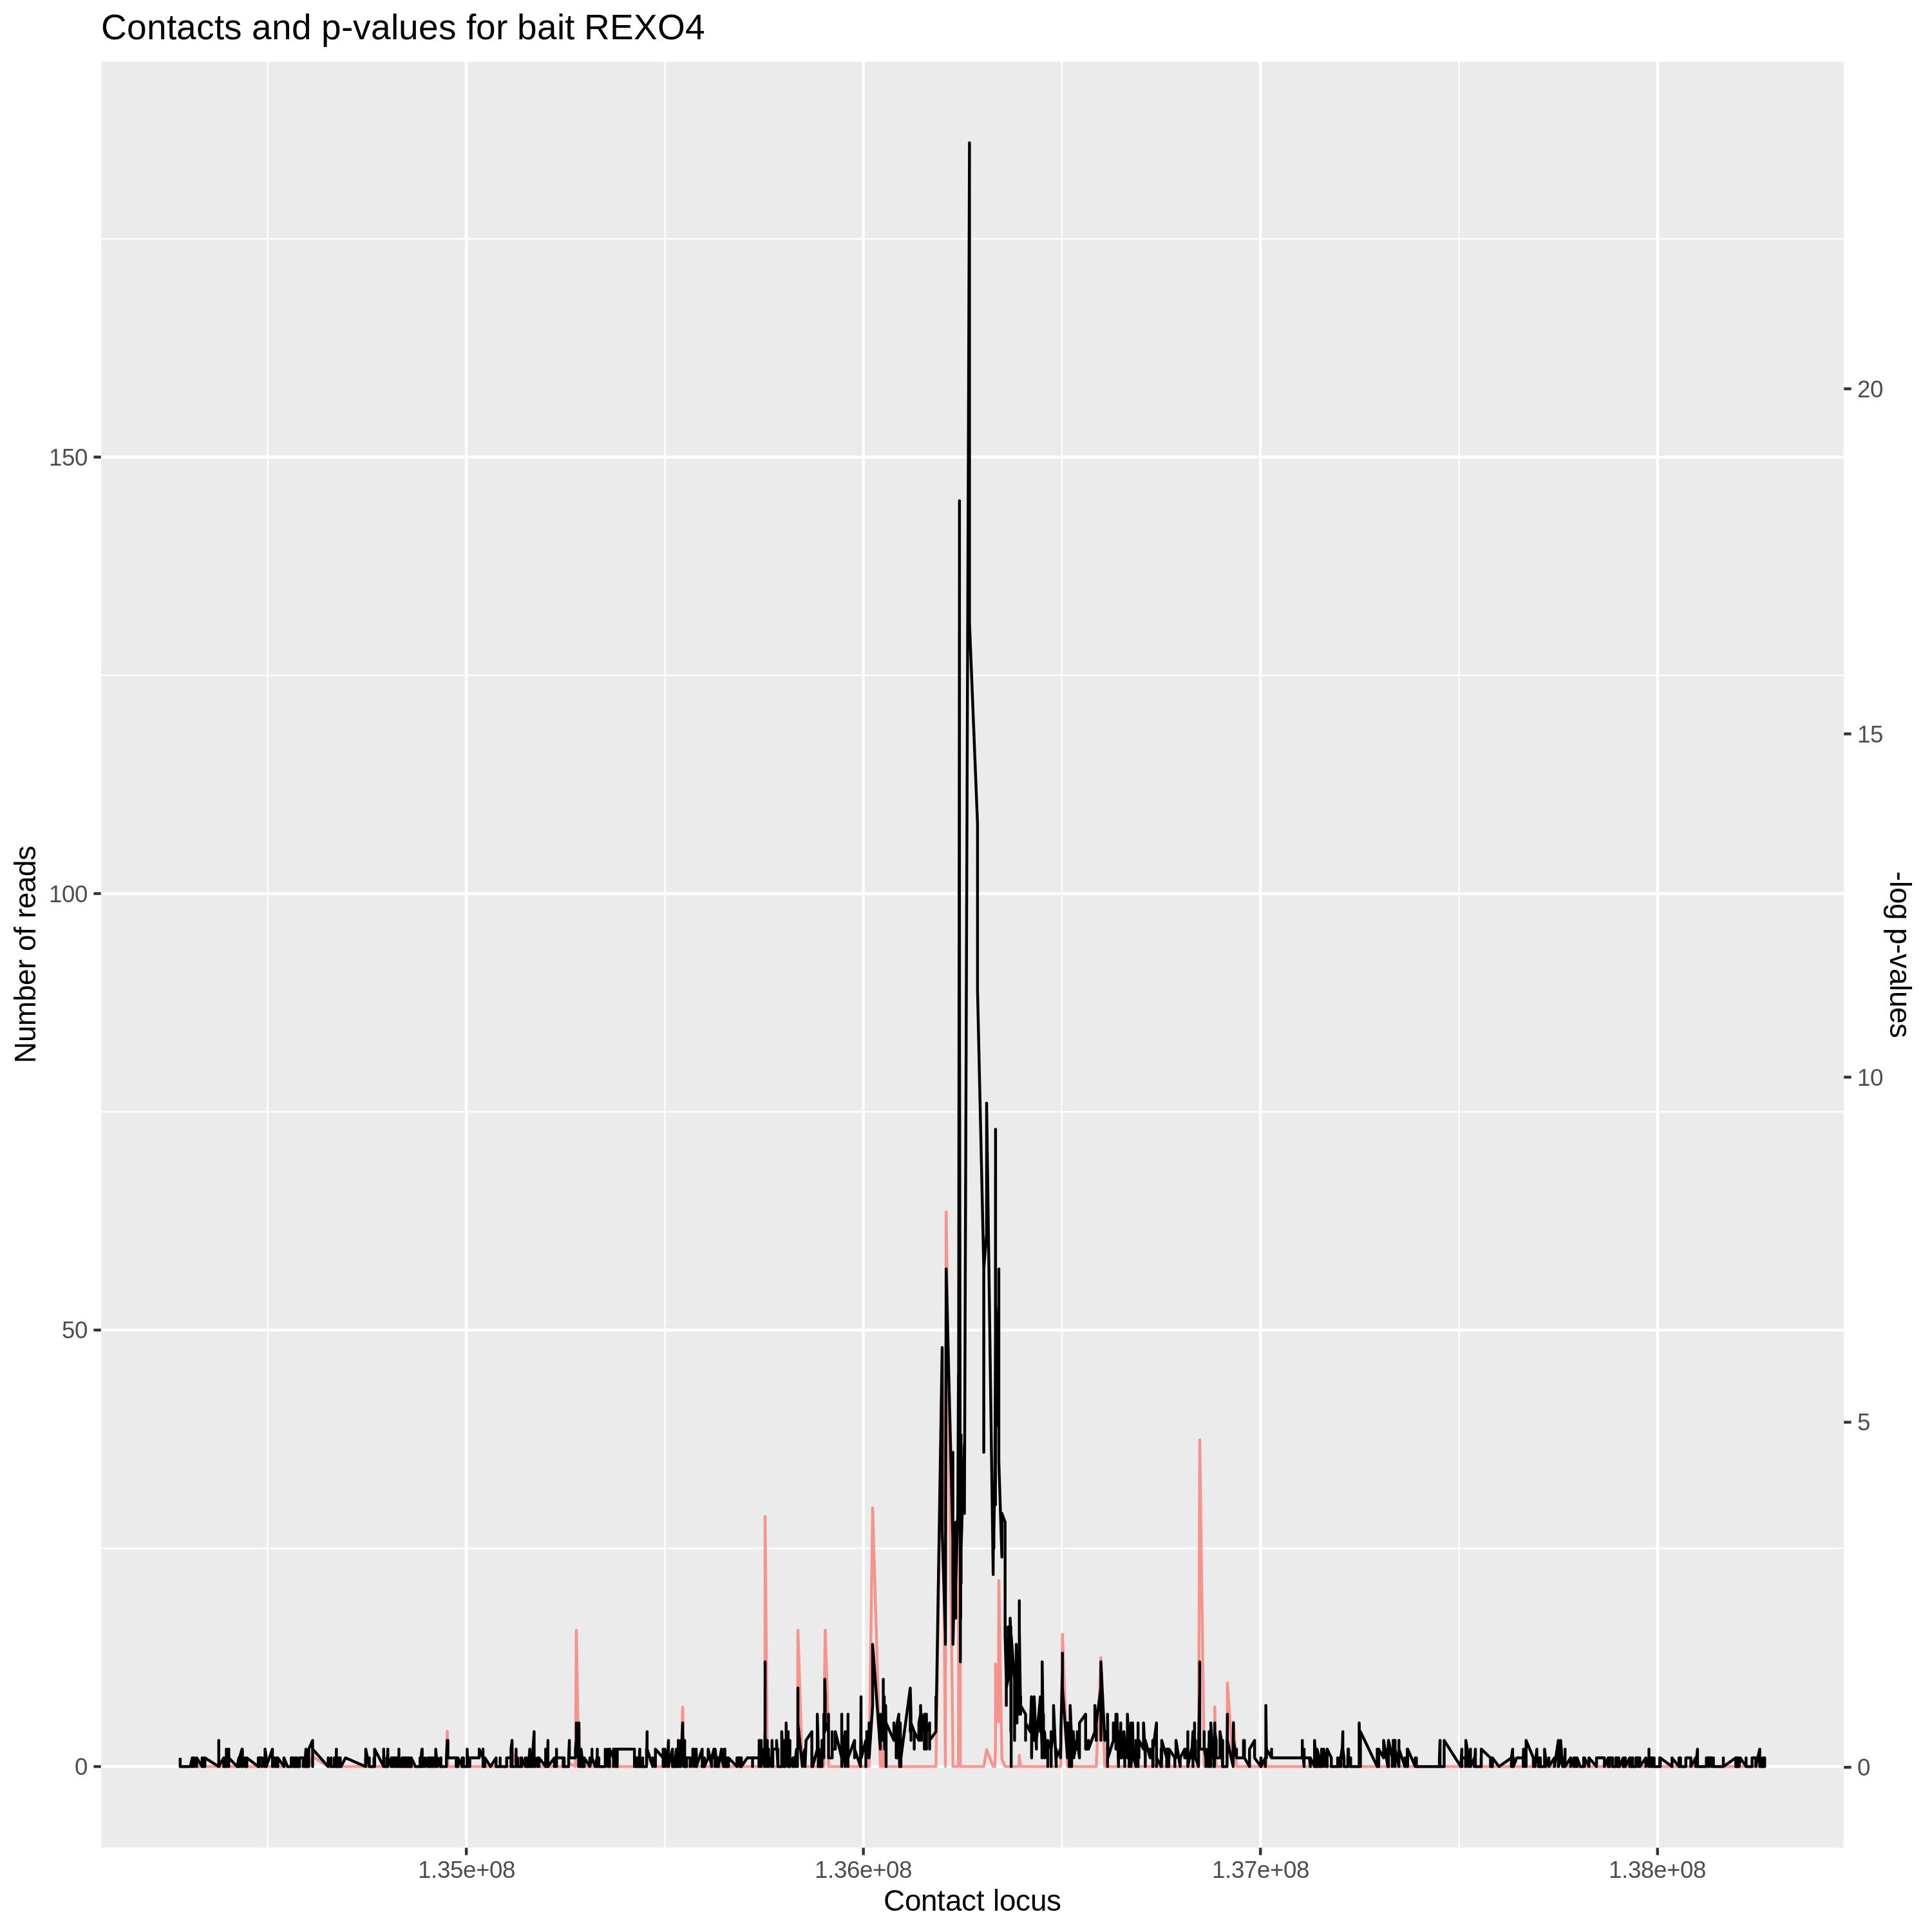 Contacts and p-values for bait REXO4
Number of reads
150
100
50
0
20
15
10
5
0
-log p-values
1.35e+08 1.36e+08 1.37e+08 1.38e+08
Contact locus